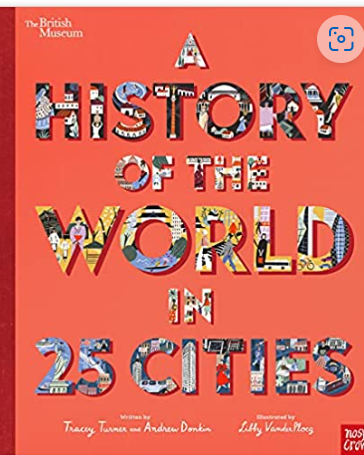 The British
Museum
A
HISTORY
OF THE
WORLD
IN
25 CITIES
Written by
Tracey Turner and Andrew Donkin
Illustrated by
Libby VanderPloeg
nosy